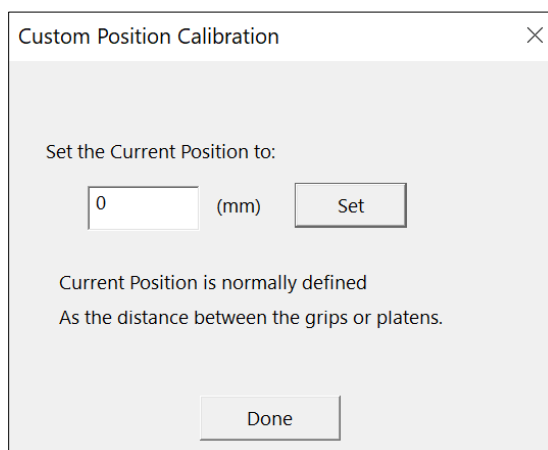 Custom Position Calibration
Set the Current Position to:
0 (mm) Set
Current Position is normally defined
As the distance between the grips or platens.
Done